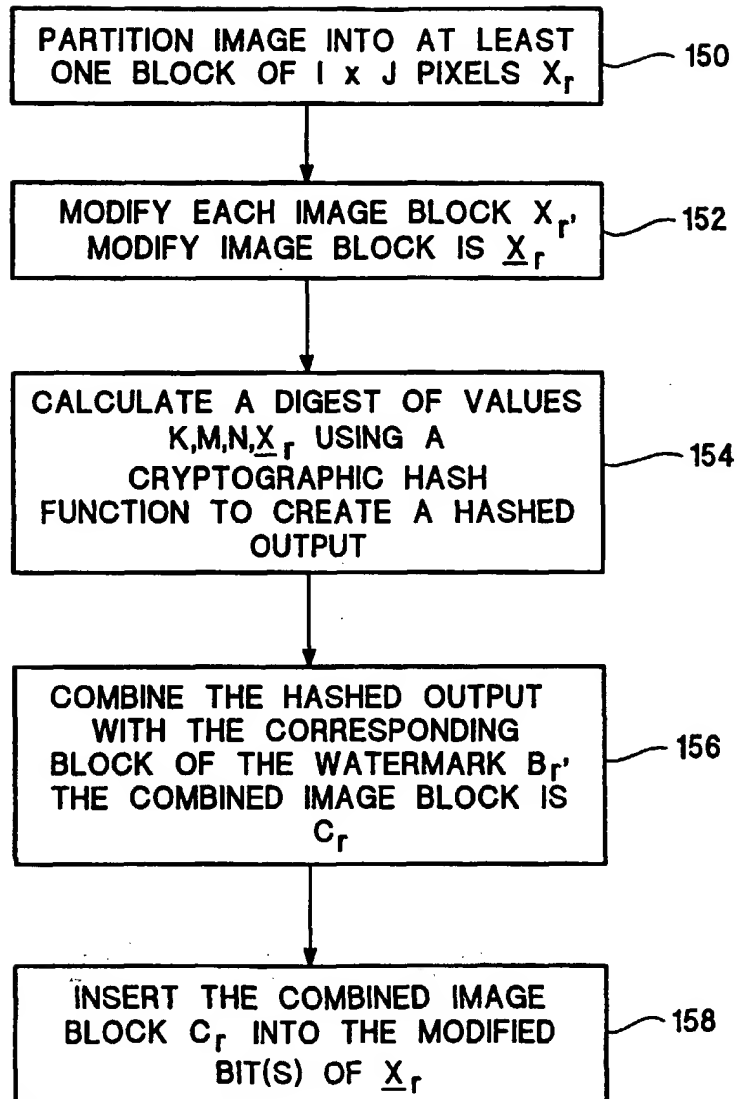 PARTITION IMAGE INTO AT LEAST
ONE BLOCK OF I x J PIXELS Xr
150
MODIFY EACH IMAGE BLOCK Xr,
MODIFY IMAGE BLOCK IS X̲r
152
CALCULATE A DIGEST OF VALUES
K,M,N,X̲r USING A
CRYPTOGRAPHIC HASH
FUNCTION TO CREATE A HASHED
OUTPUT
154
COMBINE THE HASHED OUTPUT
WITH THE CORRESPONDING
BLOCK OF THE WATERMARK Br,
THE COMBINED IMAGE BLOCK IS
Cr
156
INSERT THE COMBINED IMAGE
BLOCK Cr INTO THE MODIFIED
BIT(S) OF X̲r
158